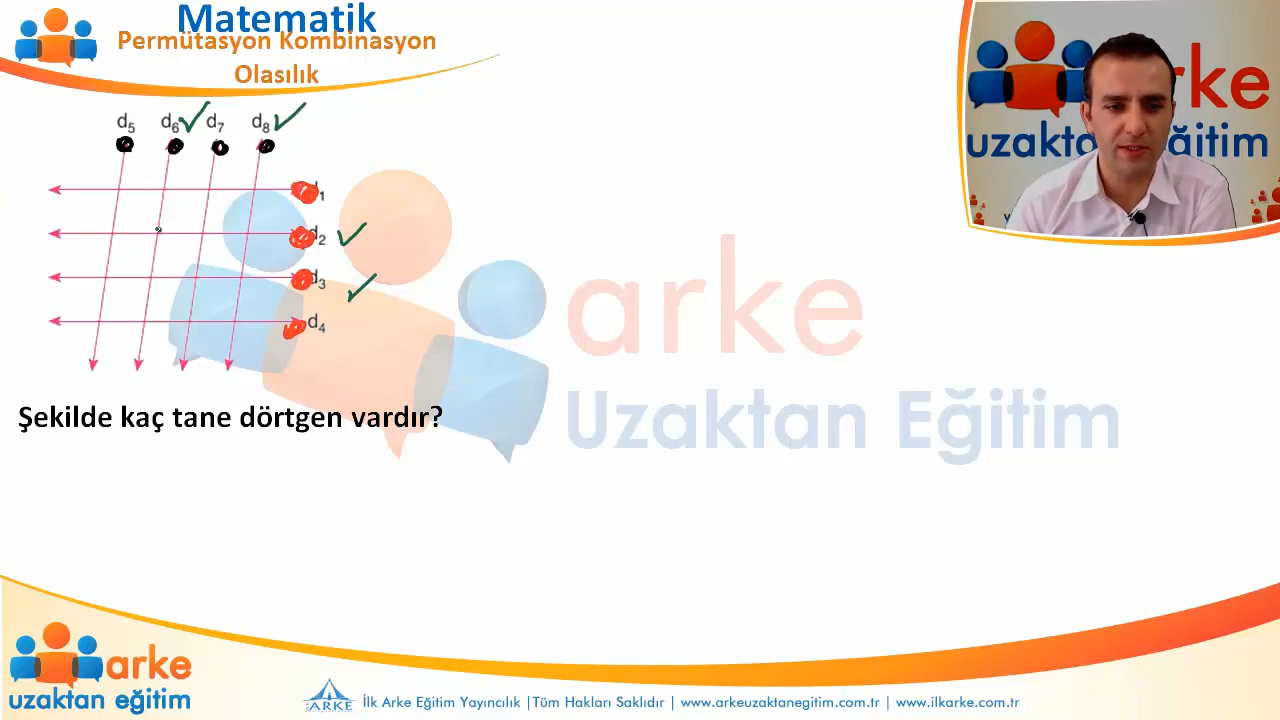 Matematik
Permütasyon Kombinasyon
Olasılık
d5 d6 d7 d8
d1
d2
d3
d4
Şekilde kaç tane dörtgen vardır?
arke
Uzaktan Eğitim
arke
uzaktan eğitim
İlk Arke Eğitim Yayıncılık |Tüm Hakları Saklıdır | www.arkeuzaktanegitim.com.tr | www.ilkarke.com.tr
ARKE